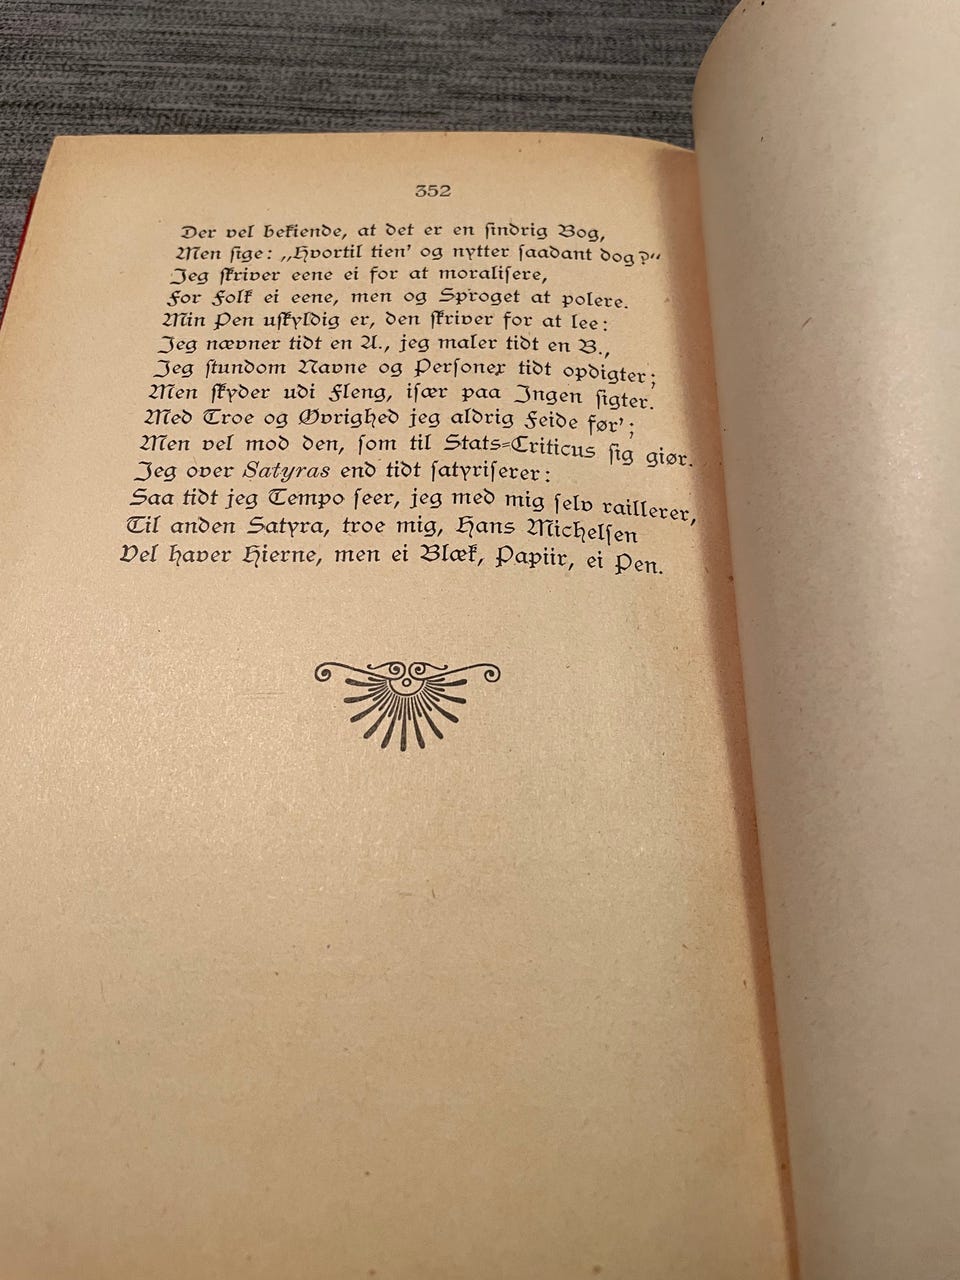 352
Der vel bekiende, at det er en sindrig Bog,
Men sige: „Hvortil tien' og nytter saadant dog?“
Jeg skriver eene ei for at moralisere,
For Folk ei eene, men og Sproget at polere.
Min Pen uskyldig er, den skriver for at lee:
Jeg nævner tidt en A., jeg maler tidt en B.,
Jeg stundom Navne og Personer tidt opdigter;
Men skyder udi Fleng, især paa Ingen sigter.
Med Troe og Øvrighed jeg aldrig Feide før';
Men vel mod den, som til Stats-Criticus sig giør.
Jeg over Satyras end tidt satyriserer:
Saa tidt jeg Tempo seer, jeg med mig selv raillerer,
Til anden Satyra, troe mig, Hans Michelsen
Vel haver Hierne, men ei Blæk, Papiir, ei Pen.